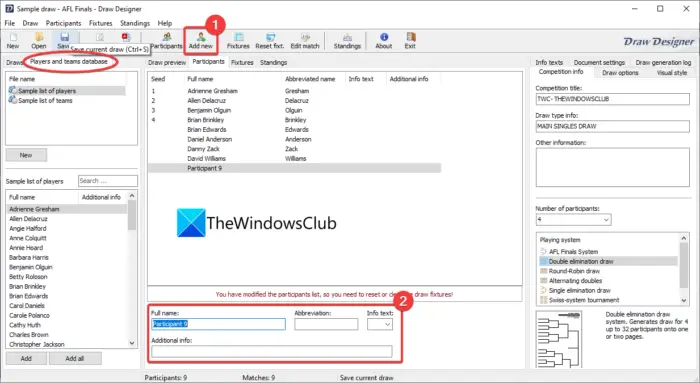 Sample draw - AFL Finals - Draw Designer
Draw Participants Fixtures Standings Help
1
New Open Save Participants Add new Fixtures Reset fixt. Edit match Standings About Exit
Draw Designer
Save current draw (Ctrl+S)
Draws Players and teams database
File name
Sample list of players
Sample list of teams
New
Sample list of players Search ...
Full name Additional info
Adrienne Gresham
Allen Delacruz
Angie Halford
Anne Colquitt
Annie Hoard
Barbara Harris
Benjamin Olguin
Betty Roloson
Brian Brinkley
Brian Edwards
Carol Daniels
Carole Polanco
Cathy Huth
Charles Brown
Christopher Jackson
Add Add all
Draw preview Participants Fixtures Standings
Seed Full name Abbreviated name Info text Additional info
1 Adrienne Gresham Gresham
2 Allen Delacruz Delacruz
3 Benjamin Olguin Olguin
4 Brian Brinkley Brinkley
Brian Edwards Edwards
Daniel Anderson Anderson
Danny Zack Zack
David Williams Williams
Participant 9
TheWindowsClub
You have modified the participants list, so you need to reset or draw fixtures!
2
Full name: Abbreviation: Info text:
Participant 9
Additional info:
Info texts Document settings Draw generation log
Competition info Draw options Visual style
Competition title:
TWC- THEWINDOWSCLUB
Draw type info:
MAIN SINGLES DRAW
Other information:
Number of participants:
4
Playing system
AFL Finals System
Double elimination draw
Round-Robin draw
Alternating doubles
Single elimination draw
Swiss-system tournament
Double elimination draw
system. Generates draw for 4
up to 32 participants onto one
or two pages.
Participants: 9 Matches: 9 Save current draw